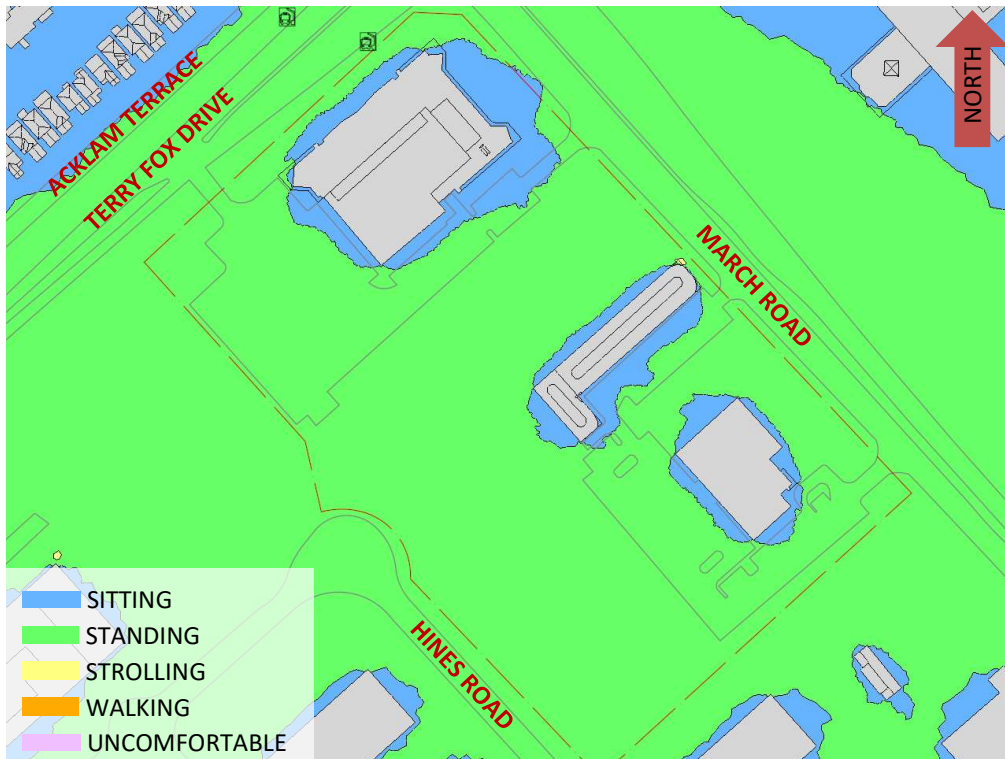 ACKLAM TERRACE
TERRY FOX DRIVE
NORTH
MARCH ROAD
HINES ROAD
SITTING
STANDING
STROLLING
WALKING
UNCOMFORTABLE